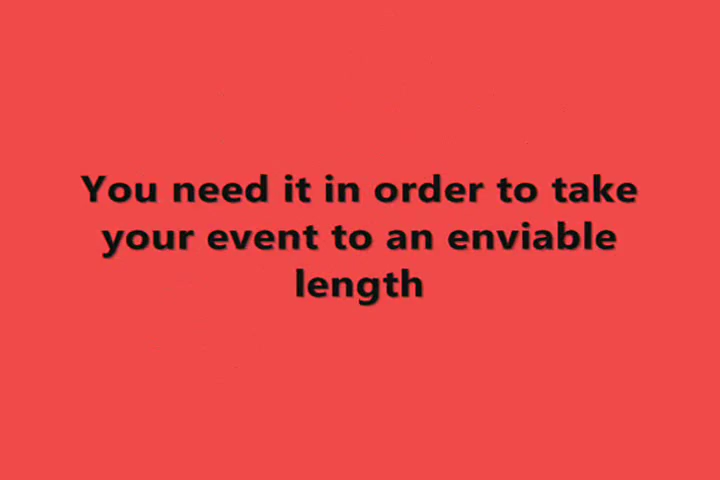 You need it in order to take
your event to an enviable
length